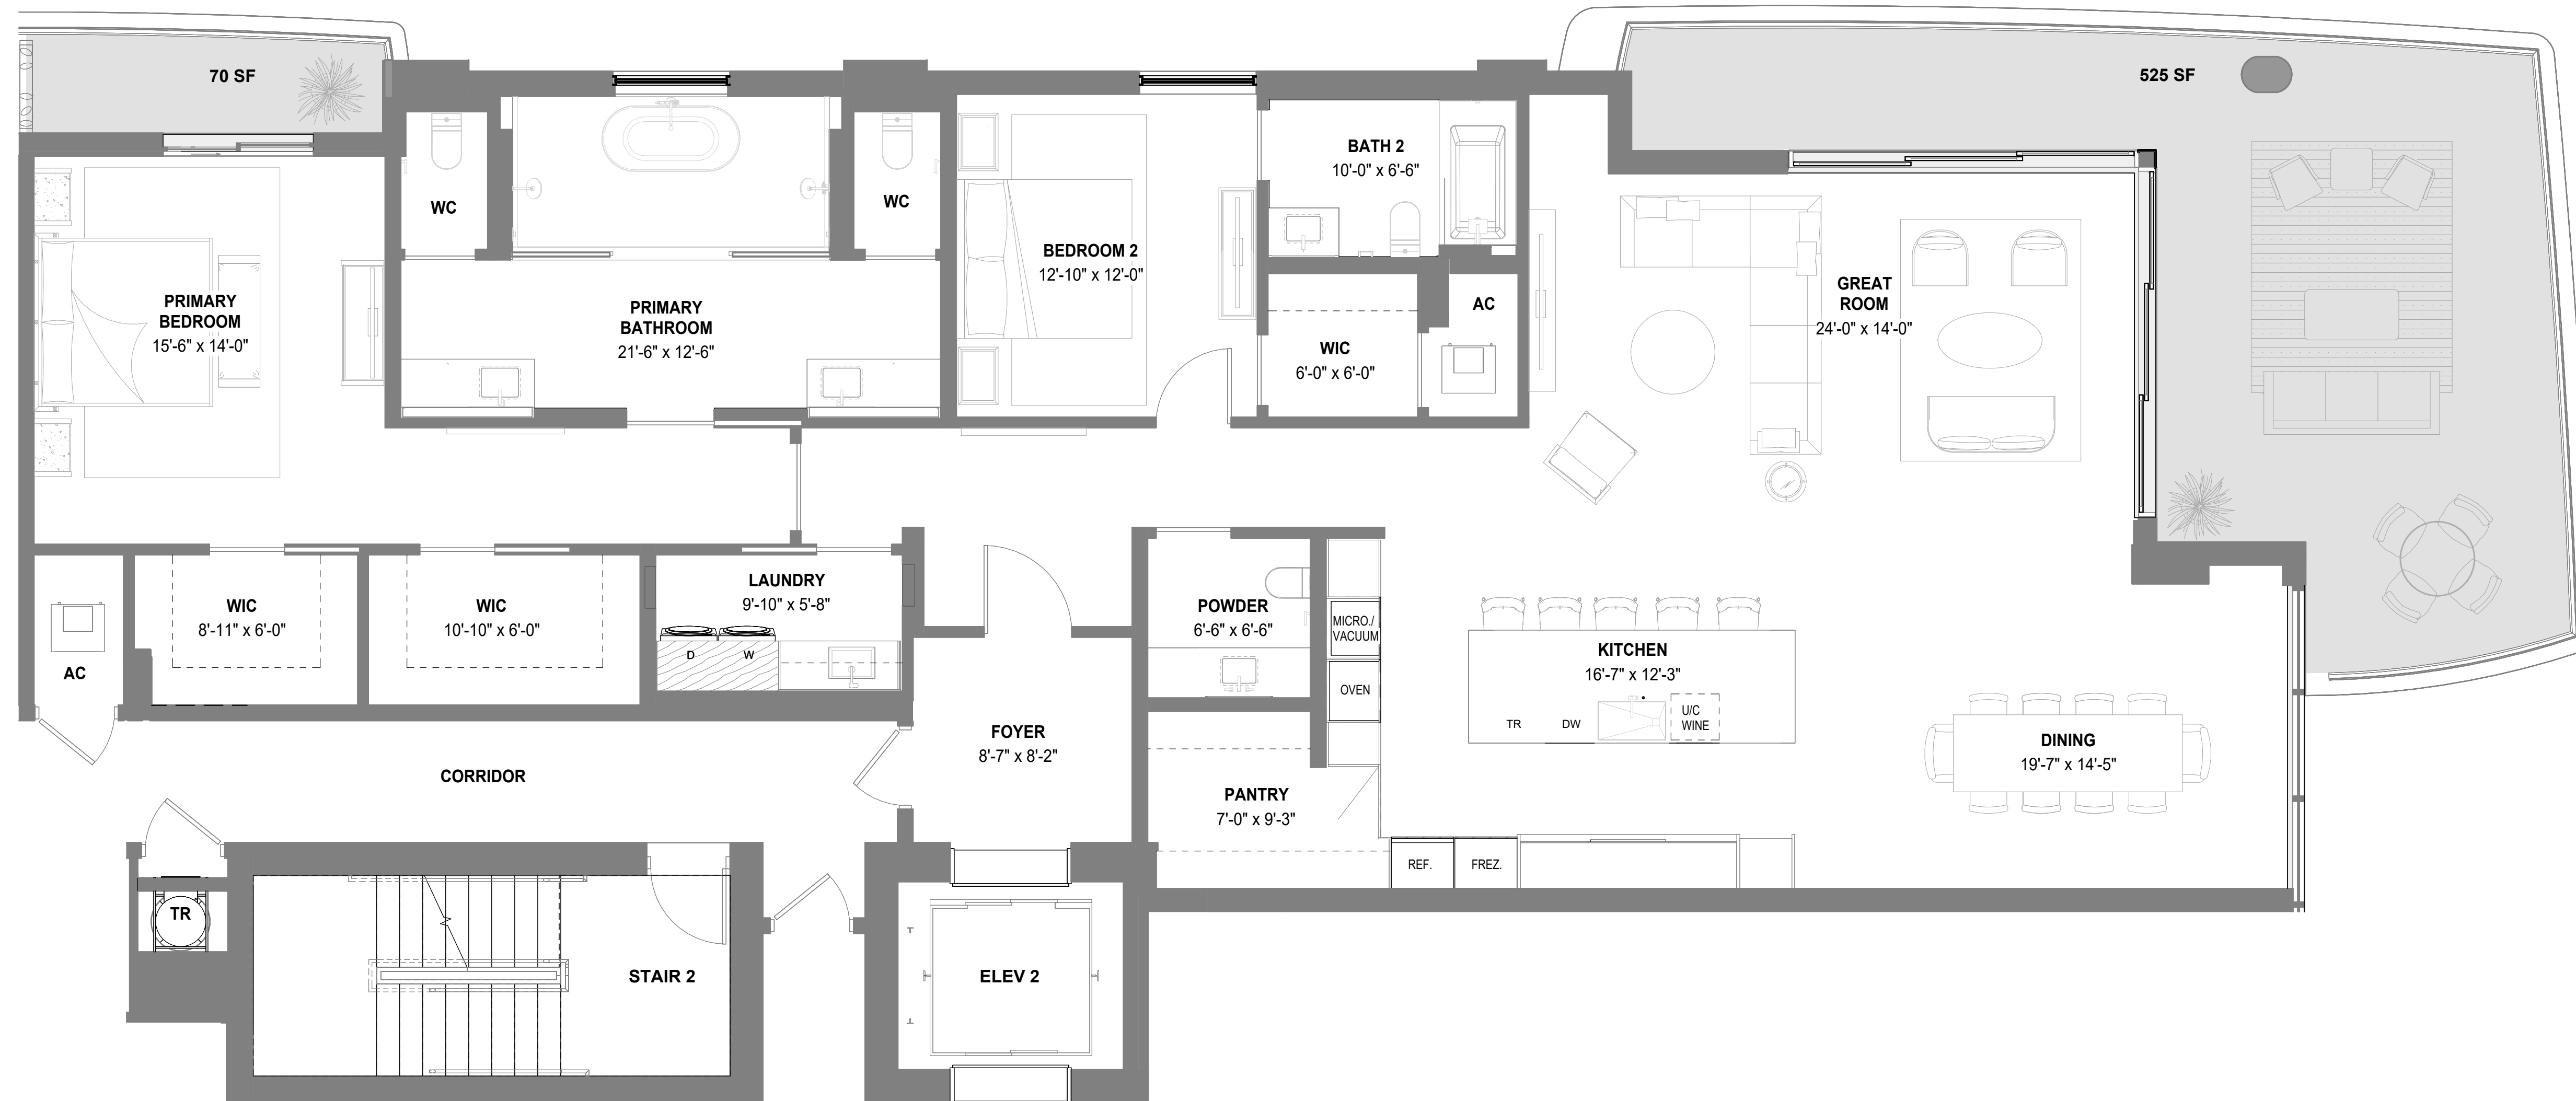 70 SF
525 SF
WC
WC
BATH 2
10'-0" x 6'-6"
BEDROOM 2
12'-10" x 12'-0"
PRIMARY
BEDROOM
15'-6" x 14'-0"
PRIMARY
BATHROOM
21'-6" x 12'-6"
WIC
6'-0" x 6'-0"
AC
GREAT
ROOM
24'-0" x 14'-0"
AC
WIC
8'-11" x 6'-0"
WIC
10'-10" x 6'-0"
LAUNDRY
9'-10" x 5'-8"
D
W
POWDER
6'-6" x 6'-6"
MICRO./
VACUUM
OVEN
KITCHEN
16'-7" x 12'-3"
TR
DW
U/C
WINE
FOYER
8'-7" x 8'-2"
DINING
19'-7" x 14'-5"
CORRIDOR
PANTRY
7'-0" x 9'-3"
REF.
FREZ.
TR
STAIR 2
ELEV 2